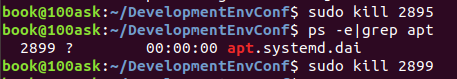 book@100ask:~/DevelopmentEnvConf$ sudo kill 2895
book@100ask:~/DevelopmentEnvConf$ ps -e|grep apt
2899 ?        00:00:00 apt.systemd.dai
book@100ask:~/DevelopmentEnvConf$ sudo kill 2899